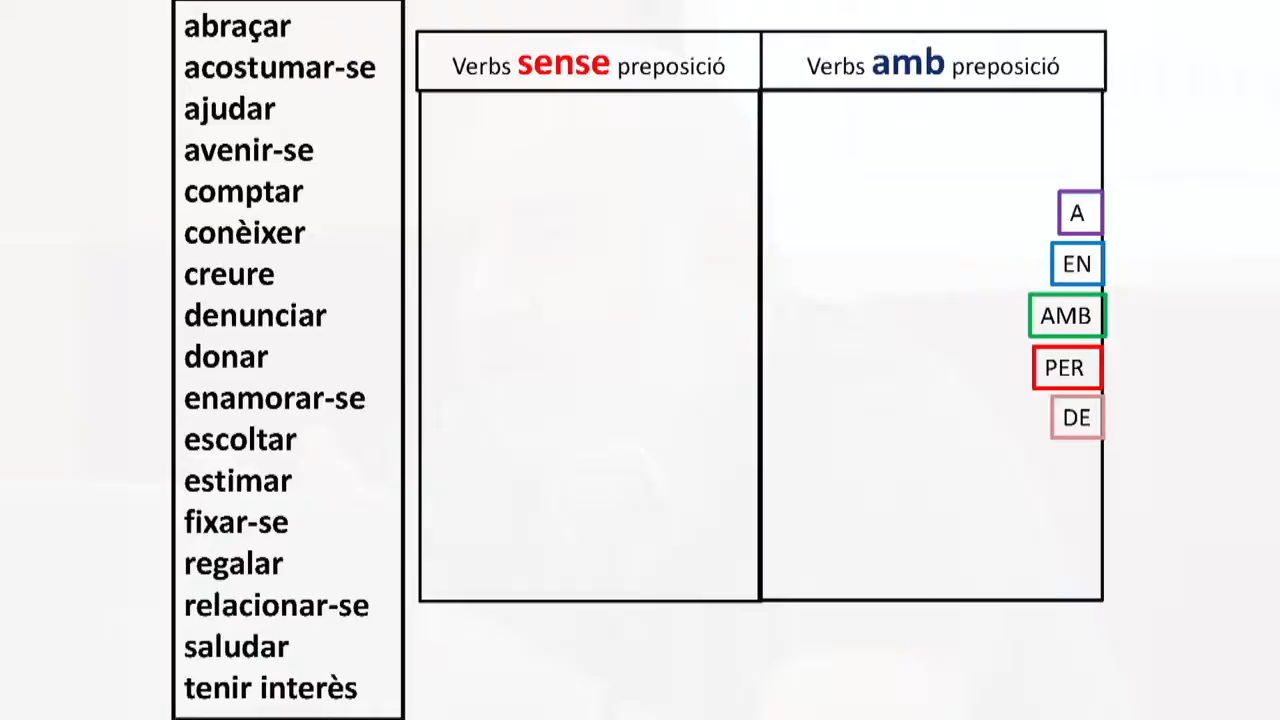 abraçar
acostumar-se
ajudar
avenir-se
comptar
conèixer
creure
denunciar
donar
enamorar-se
escoltar
estimar
fixar-se
regalar
relacionar-se
saludar
tenir interès
Verbs sense preposició
Verbs amb preposició
A
EN
AMB
PER
DE